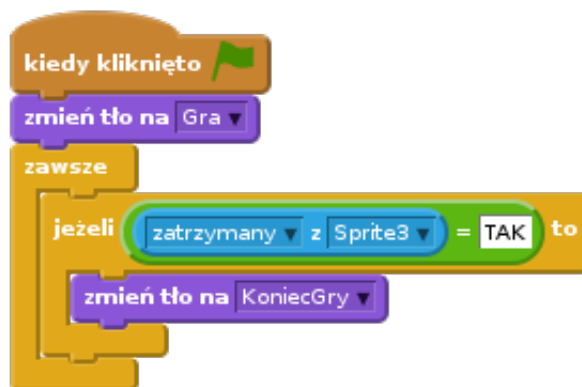 kiedy kliknięto
zmień tło na Gra
zawsze
jeżeli zatrzymany z Sprite3 = TAK to
zmień tło na KoniecGry